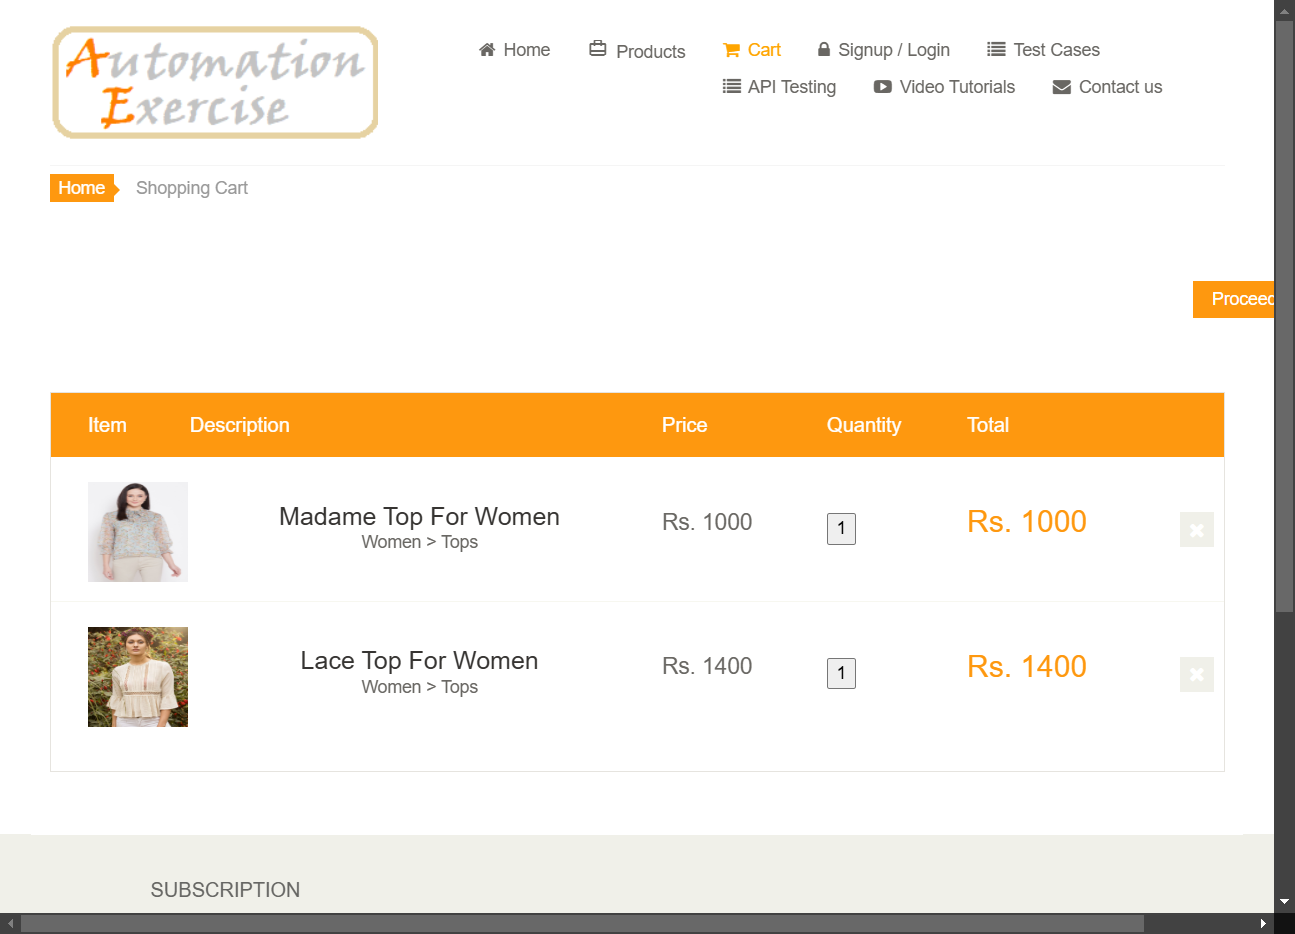 Automation
Exercise
Home
Products
Cart
Signup / Login
Test Cases
API Testing
Video Tutorials
Contact us
Home
Shopping Cart
Proceed
Item Description Price Quantity Total
Madame Top For Women
Women > Tops
Rs. 1000
1
Rs. 1000
Lace Top For Women
Women > Tops
Rs. 1400
1
Rs. 1400
SUBSCRIPTION